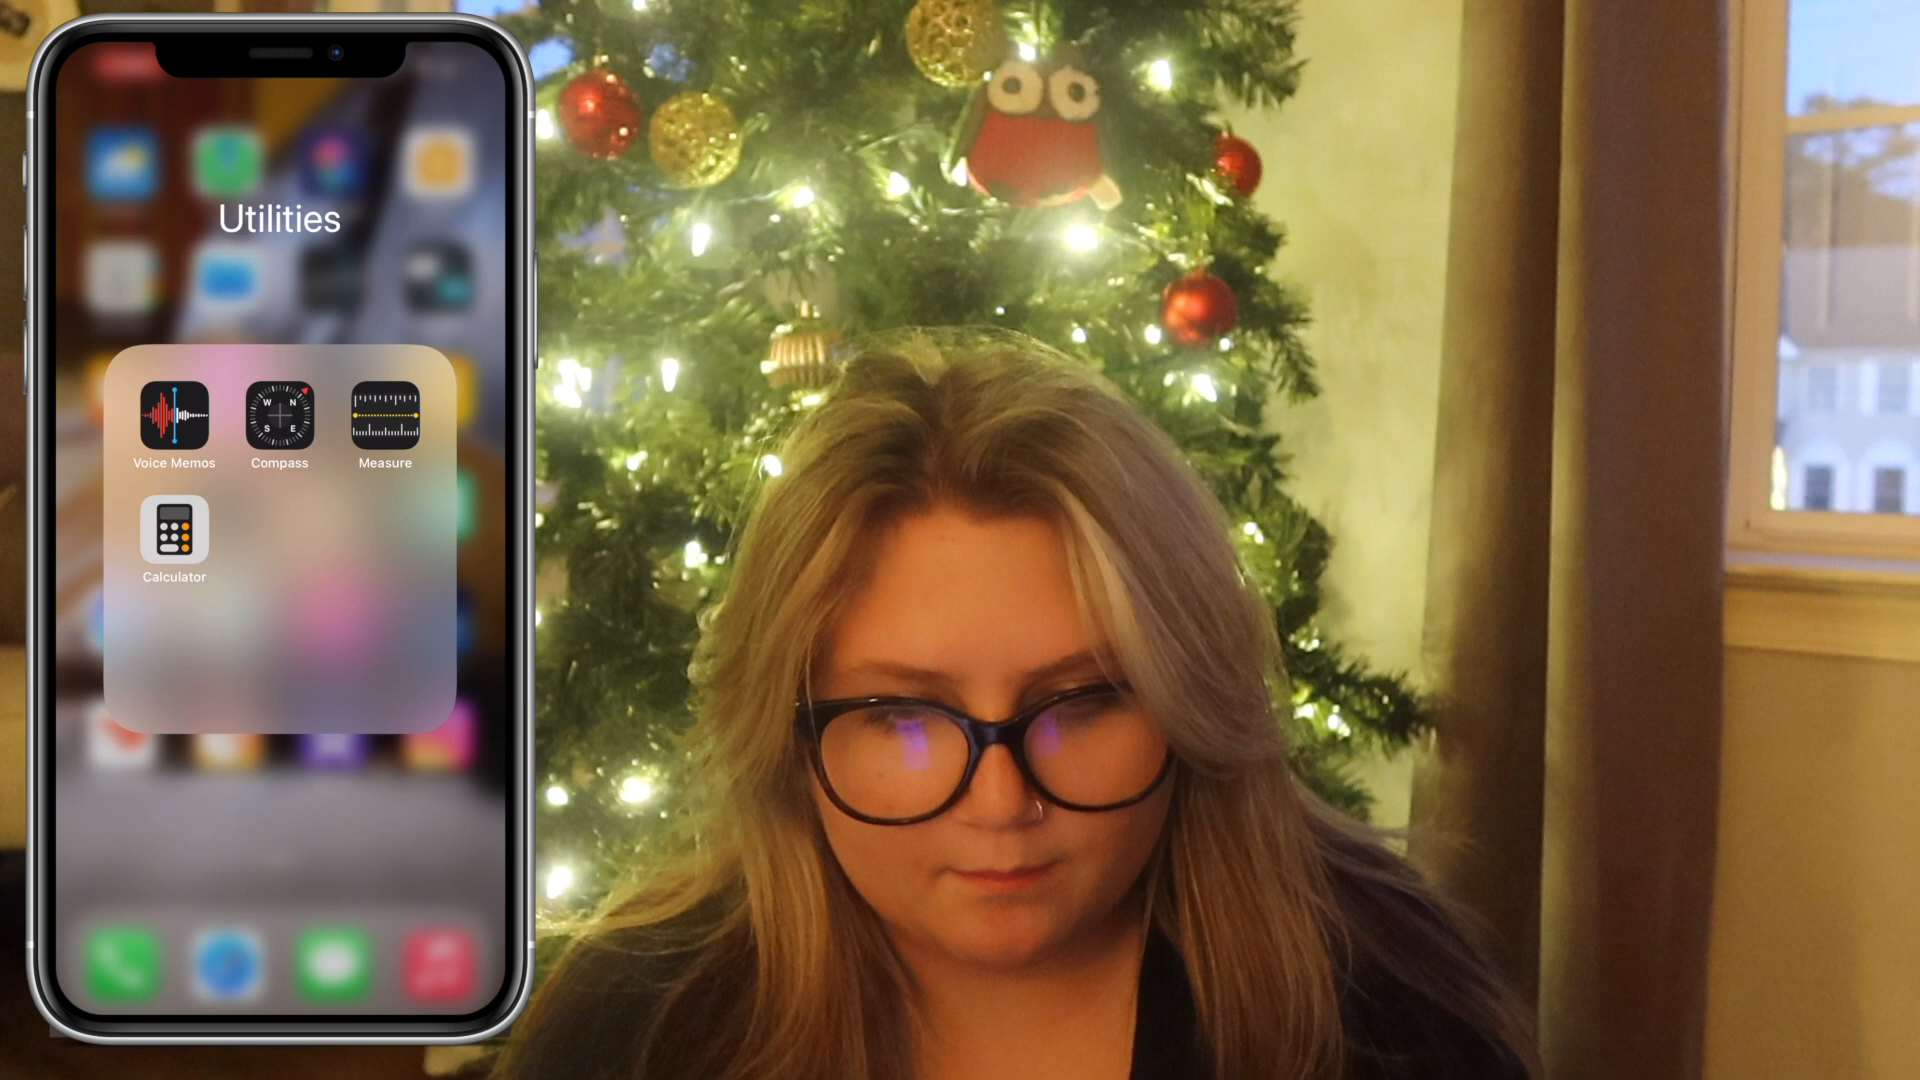 Utilities
W N
S E
Voice Memos Compass Measure
Calculator